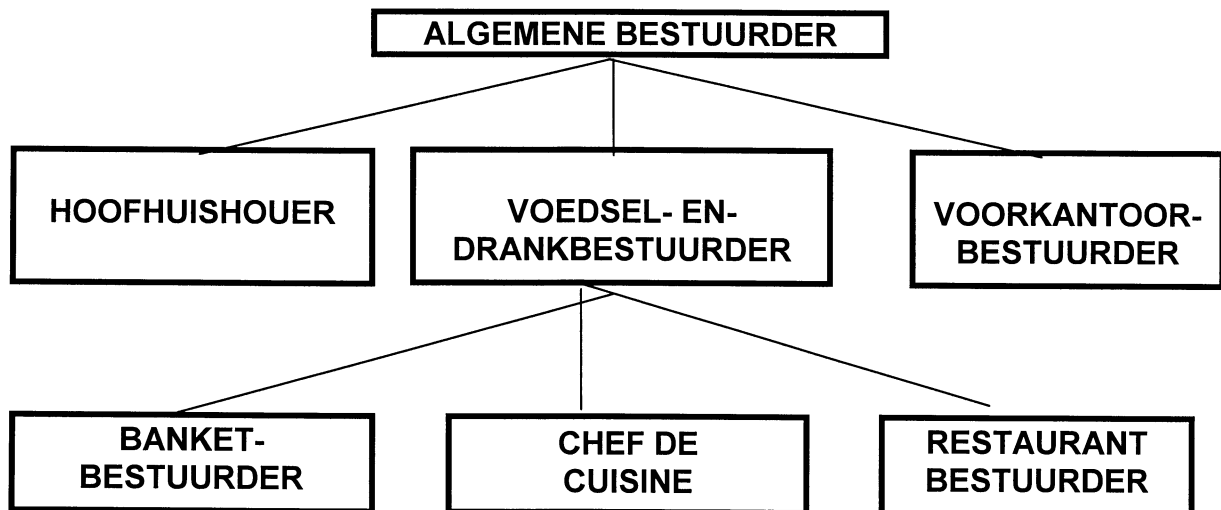 ALGEMENE BESTUURDER
HOOFHUISHOUER
VOEDSEL- EN-
DRANKBESTUURDER
VOORKANTOOR-
BESTUURDER
BANKET-
BESTUURDER
CHEF DE
CUISINE
RESTAURANT
BESTUURDER